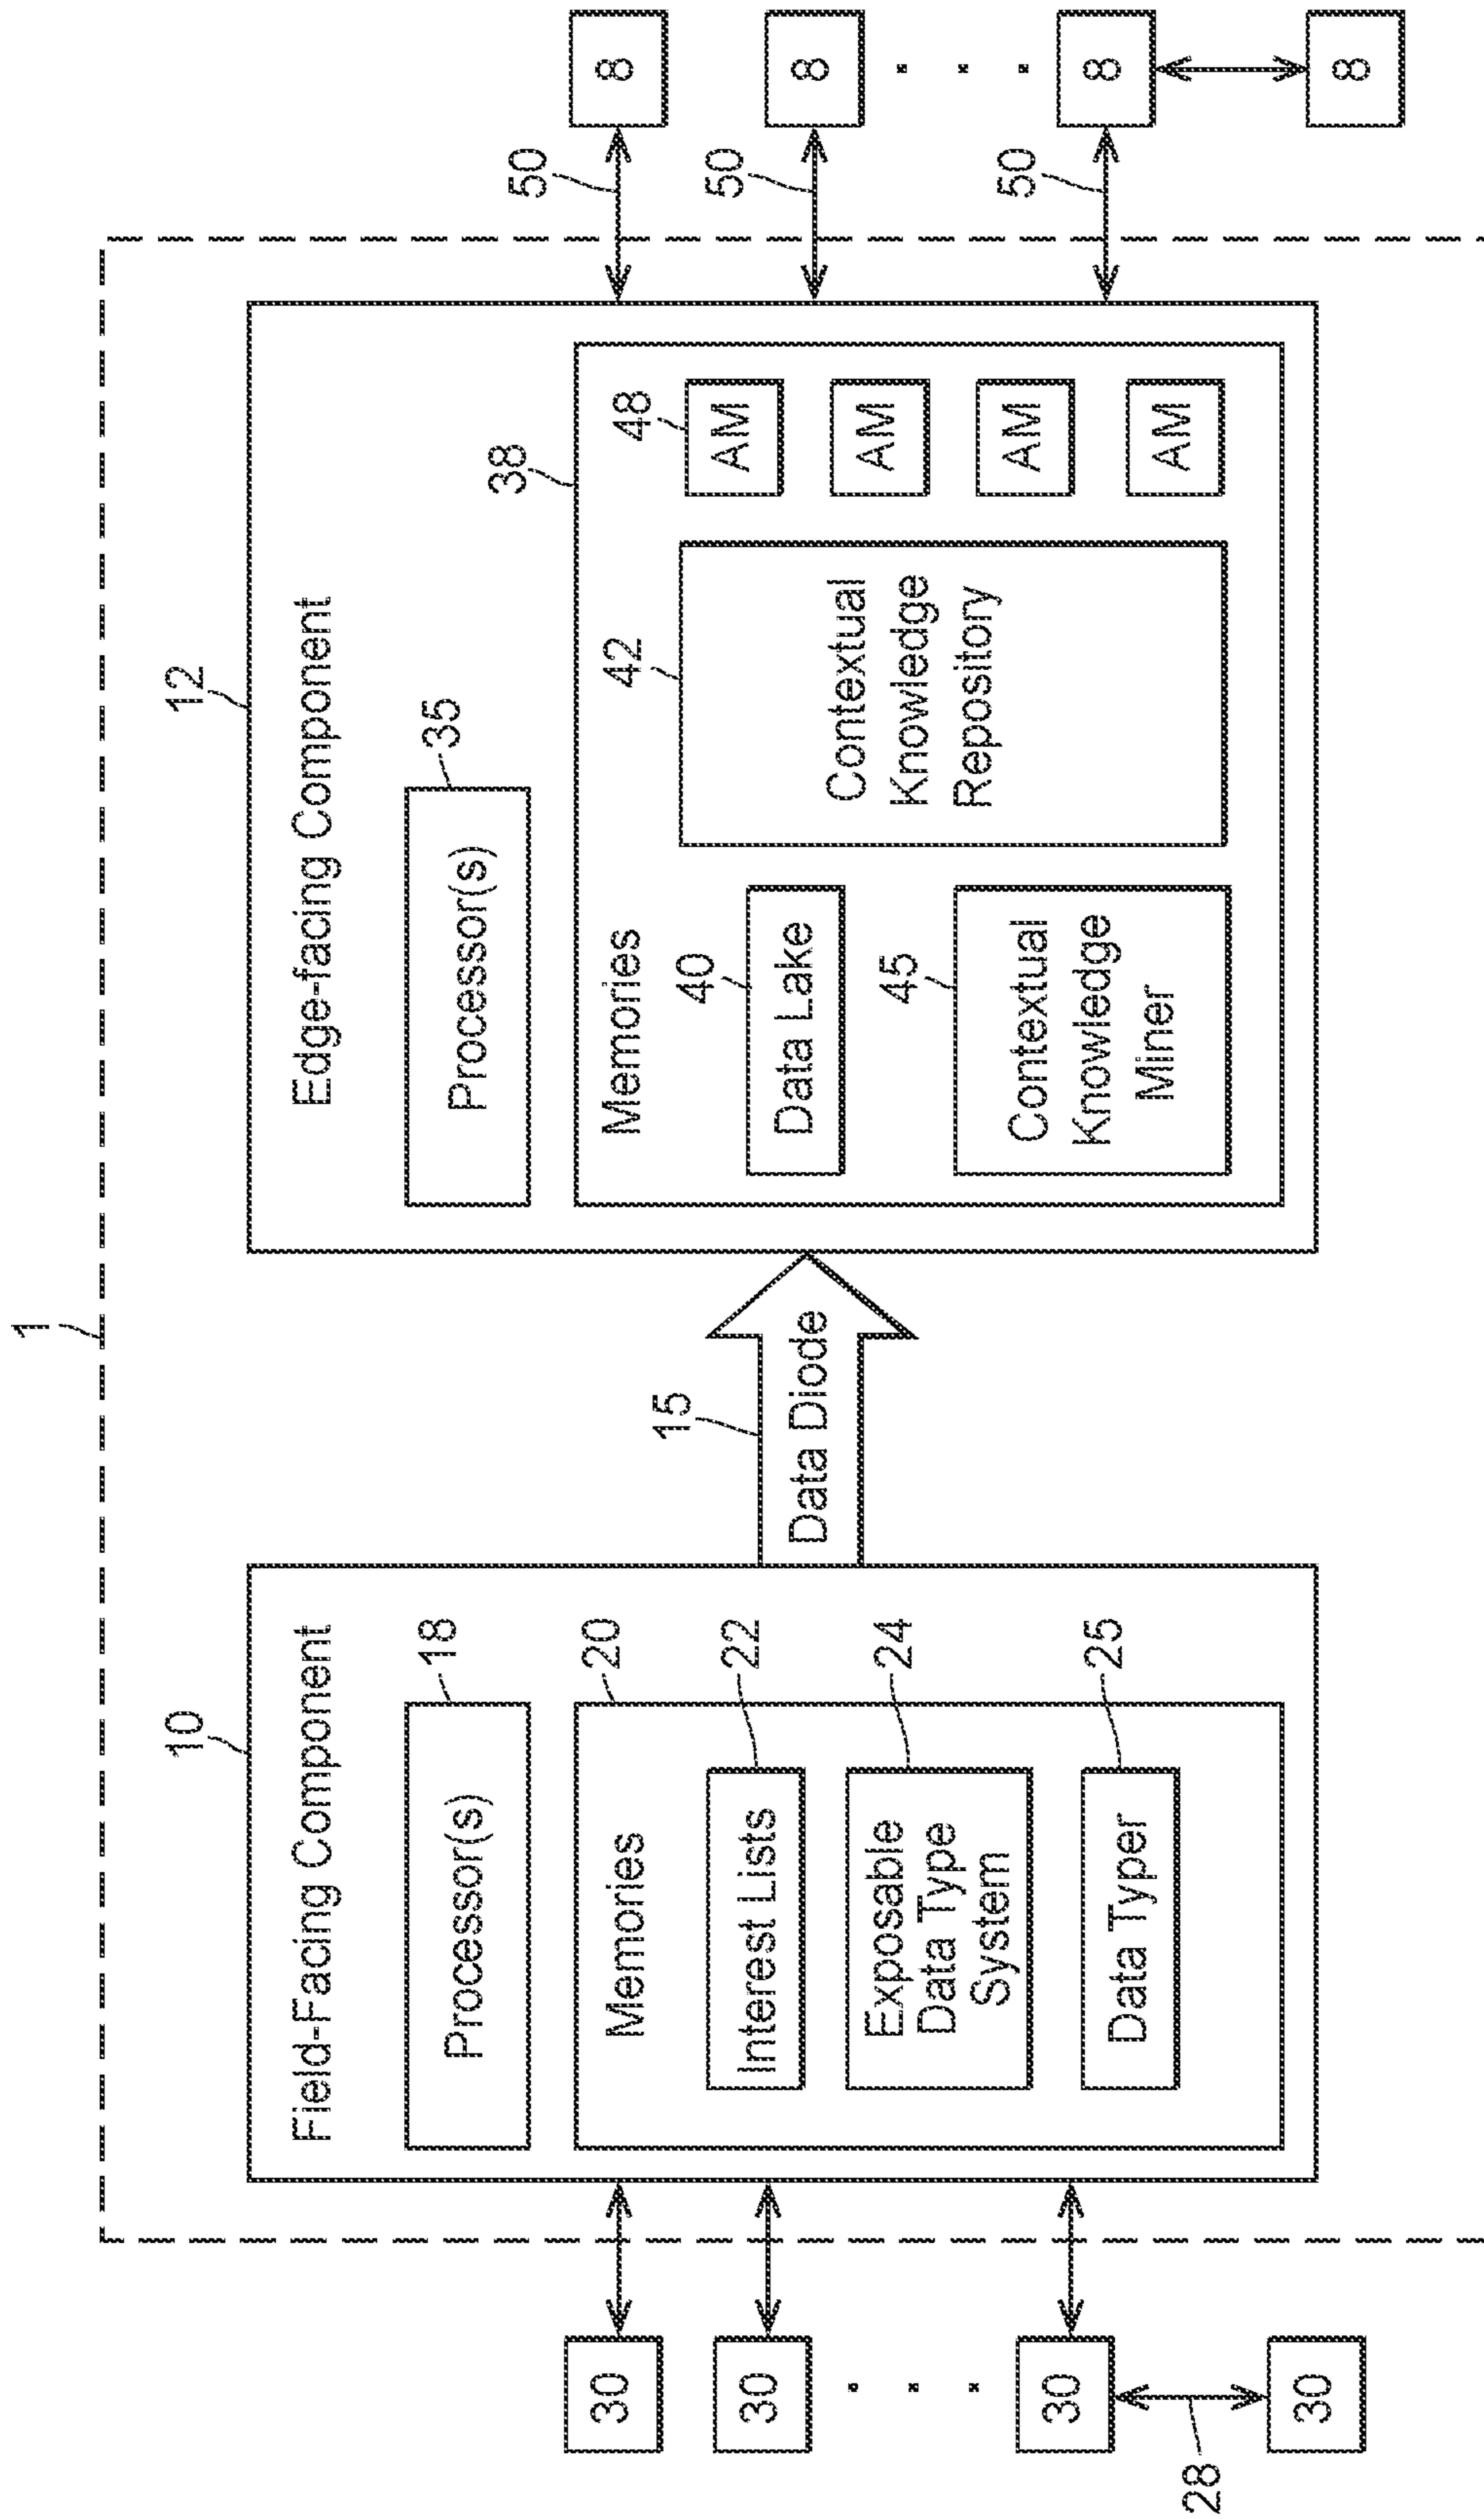 1
10
Field-Facing Component
Processor(s)
18
Memories
20
Interest Lists
22
Exposable
Data Type
System
24
Data Typer
25
30
30
. . .
30
28
30
15
Data Diode
12
Edge-facing Component
Processor(s)
35
38
Memories
40
Data Lake
45
Contextual
Knowledge
Miner
42
Contextual
Knowledge
Repository
48
AM
AM
AM
AM
50
8
50
8
. . .
50
8
8